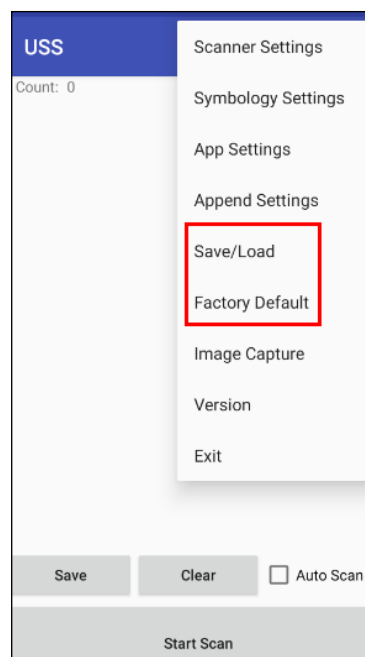 USS
Count: 0
Scanner Settings
Symbology Settings
App Settings
Append Settings
Save/Load
Factory Default
Image Capture
Version
Exit
Save Clear Auto Scan
Start Scan